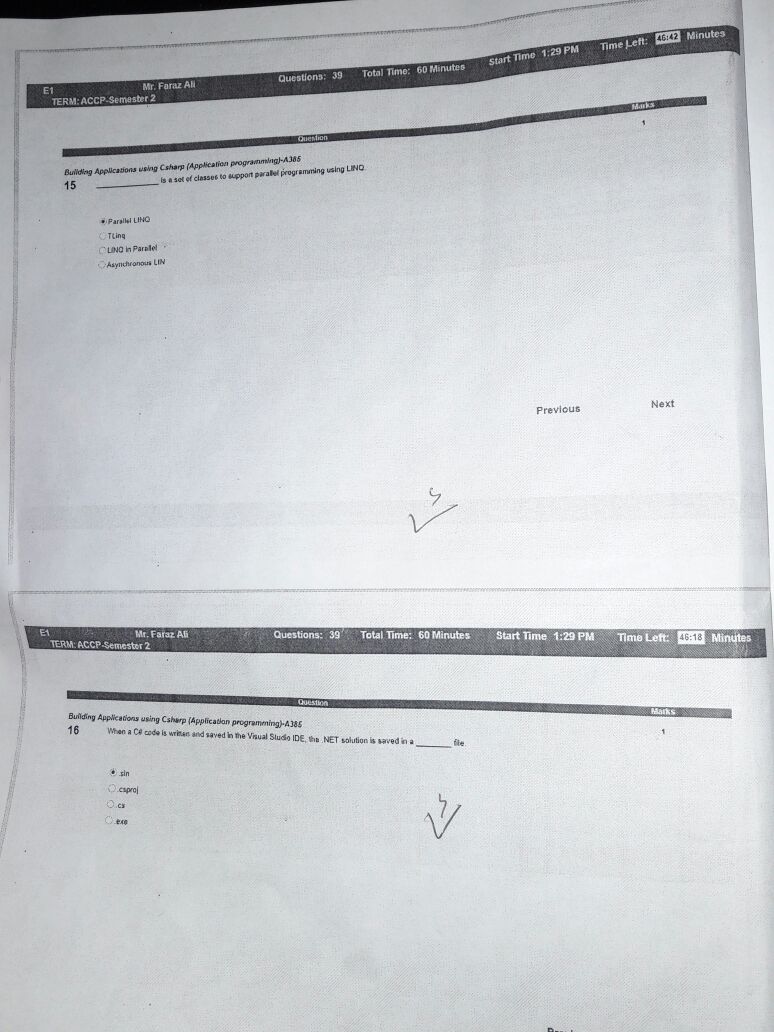 E1 Mr. Faraz Ali Questions: 39 Total Time: 60 Minutes Start Time 1:29 PM Time Left: 46:42 Minutes
TERM: ACCP-Semester 2
Question Marks
Building Applications using Csharp (Application programming)-A385 1
15 __________ is a set of classes to support parallel programming using LINQ.
Parallel LINQ
TLinq
LINQ in Parallel
Asynchronous LIN
Previous Next
E1 Mr. Faraz Ali Questions: 39 Total Time: 60 Minutes Start Time 1:29 PM Time Left: 46:18 Minutes
TERM: ACCP-Semester 2
Question Marks
Building Applications using Csharp (Application programming)-A385
16 When a C# code is written and saved in the Visual Studio IDE, the .NET solution is saved in a _______ file. 1
.sln
.csproj
.cs
.exe